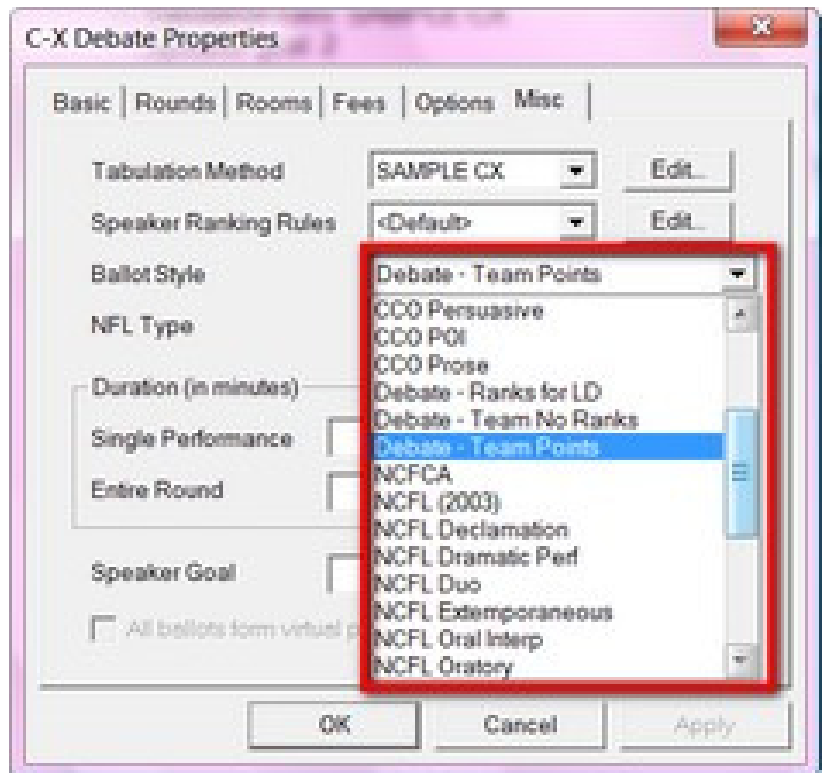 C-X Debate Properties
Basic Rounds Rooms Fees Options Misc
Tabulation Method SAMPLE CX Edit...
Speaker Ranking Rules <Default> Edit...
Ballot Style Debate - Team Points
NFL Type
CCO Persuasive
CCO POI
CCO Prose
Debate - Ranks for LD
Debate - Team No Ranks
Debate - Team Points
NCFCA
NCFL (2003)
NCFL Declamation
NCFL Dramatic Perf
NCFL Duo
NCFL Extemporaneous
NCFL Oral Interp
NCFL Oratory
Duration (in minutes)
Single Performance
Entire Round
Speaker Goal
All ballots form virtual p
OK Cancel Apply